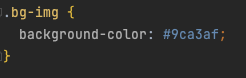 .bg-img {
  background-color: #9ca3af;
}